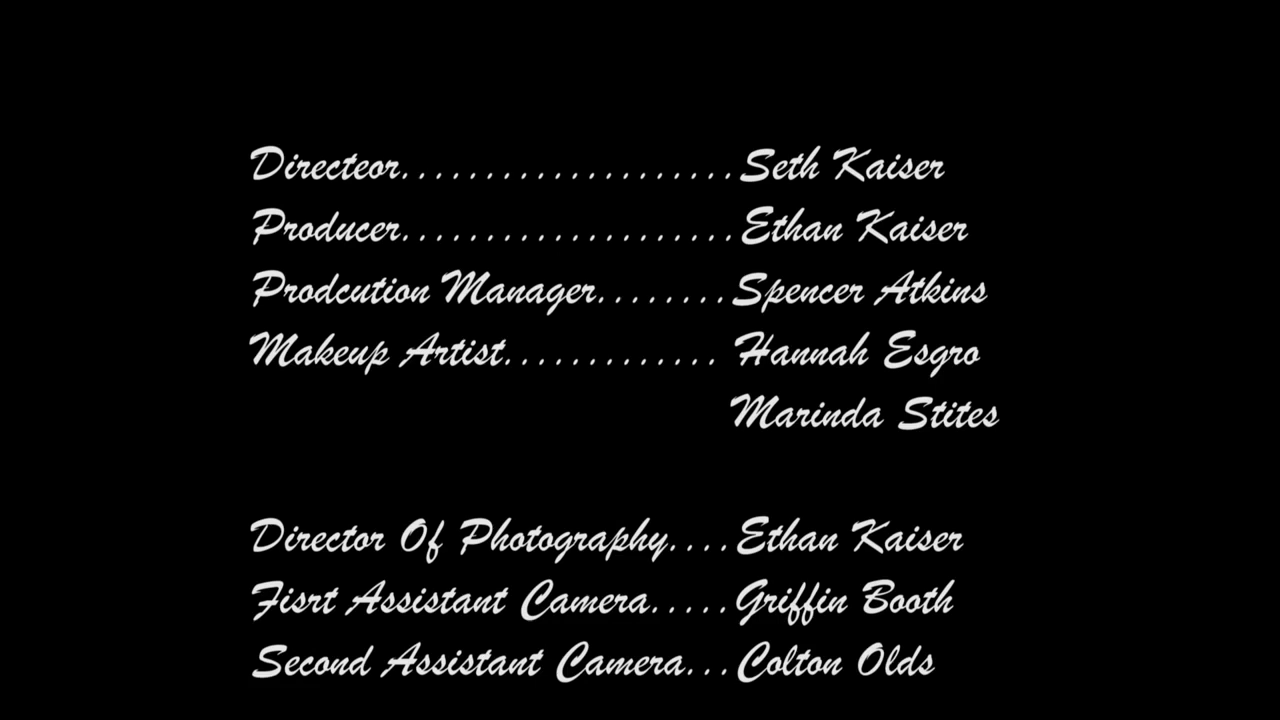 Directeor....................Seth Kaiser
Producer....................Ethan Kaiser
Prodcution Manager........Spencer Atkins
Makeup Artist............. Hannah Esgro
Marinda Stites
Director Of Photography....Ethan Kaiser
Fisrt Assistant Camera.....Griffin Booth
Second Assistant Camera...Colton Olds